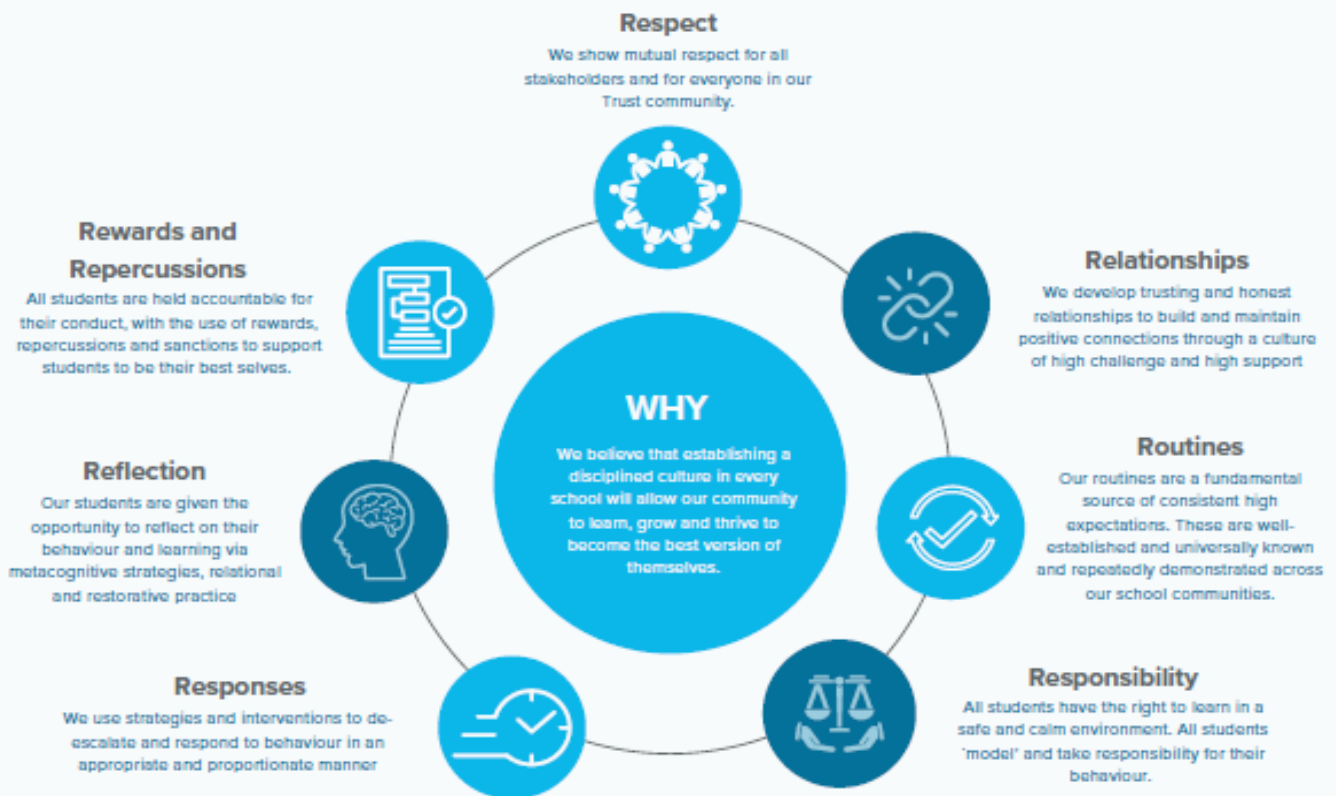 Respect
We show mutual respect for all
stakeholders and for everyone in our
Trust community.
Relationships
We develop trusting and honest
relationships to build and maintain
positive connections through a culture
of high challenge and high support
Routines
Our routines are a fundamental
source of consistent high
expectations. These are well-
established and universally known
and repeatedly demonstrated across
our school communities.
Responsibility
All students have the right to learn in a
safe and calm environment. All students
'model' and take responsibility for their
behaviour.
Responses
We use strategies and interventions to de-
escalate and respond to behaviour in an
appropriate and proportionate manner
Reflection
Our students are given the
opportunity to reflect on their
behaviour and learning via
metacognitive strategies, relational
and restorative practice
Rewards and
Repercussions
All students are held accountable for
their conduct, with the use of rewards,
repercussions and sanctions to support
students to be their best selves.
WHY
We believe that establishing a
disciplined culture in every
school will allow our community
to learn, grow and thrive to
become the best version of
themselves.